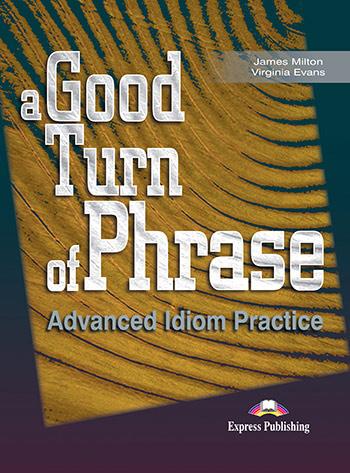 James Milton
Virginia Evans
a Good
Turn
of Phrase
Advanced Idiom Practice
Express Publishing